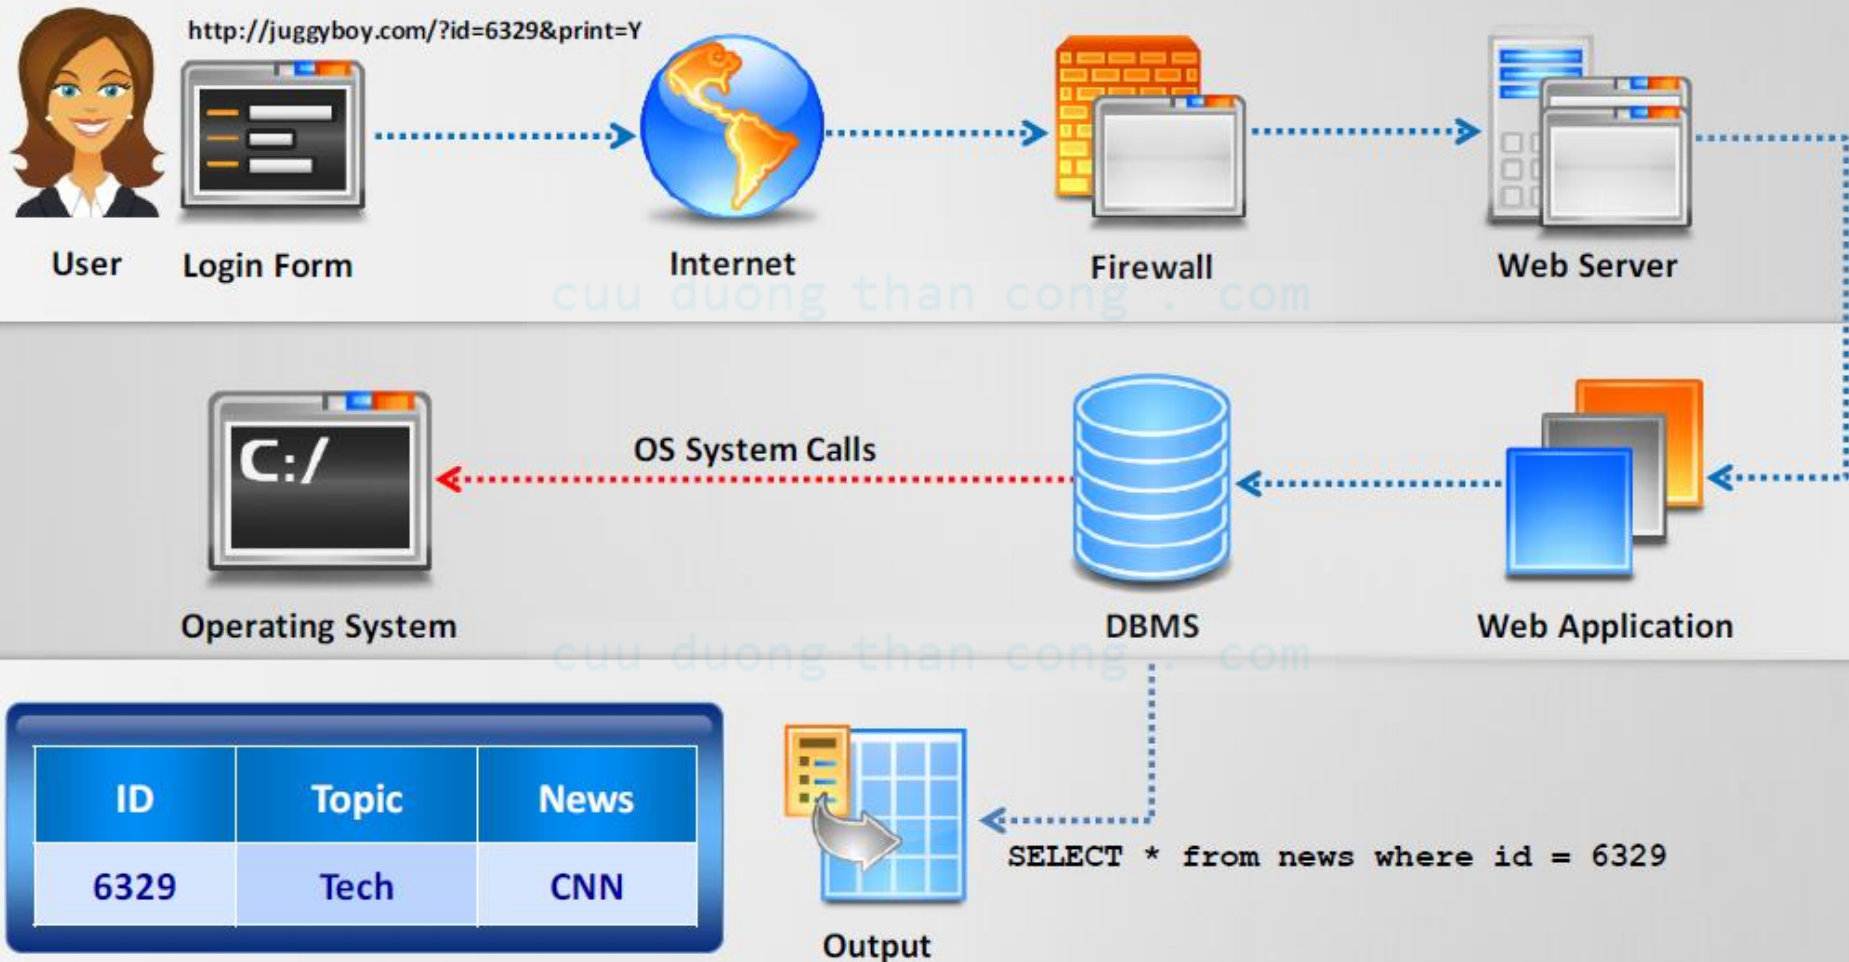 http://juggyboy.com/?id=6329&print=Y
User
Login Form
Internet
Firewall
Web Server
cuu duong than cong . com
C:/
OS System Calls
Operating System
DBMS
Web Application
cuu duong than cong . com
ID Topic News
6329 Tech CNN
SELECT * from news where id = 6329
Output